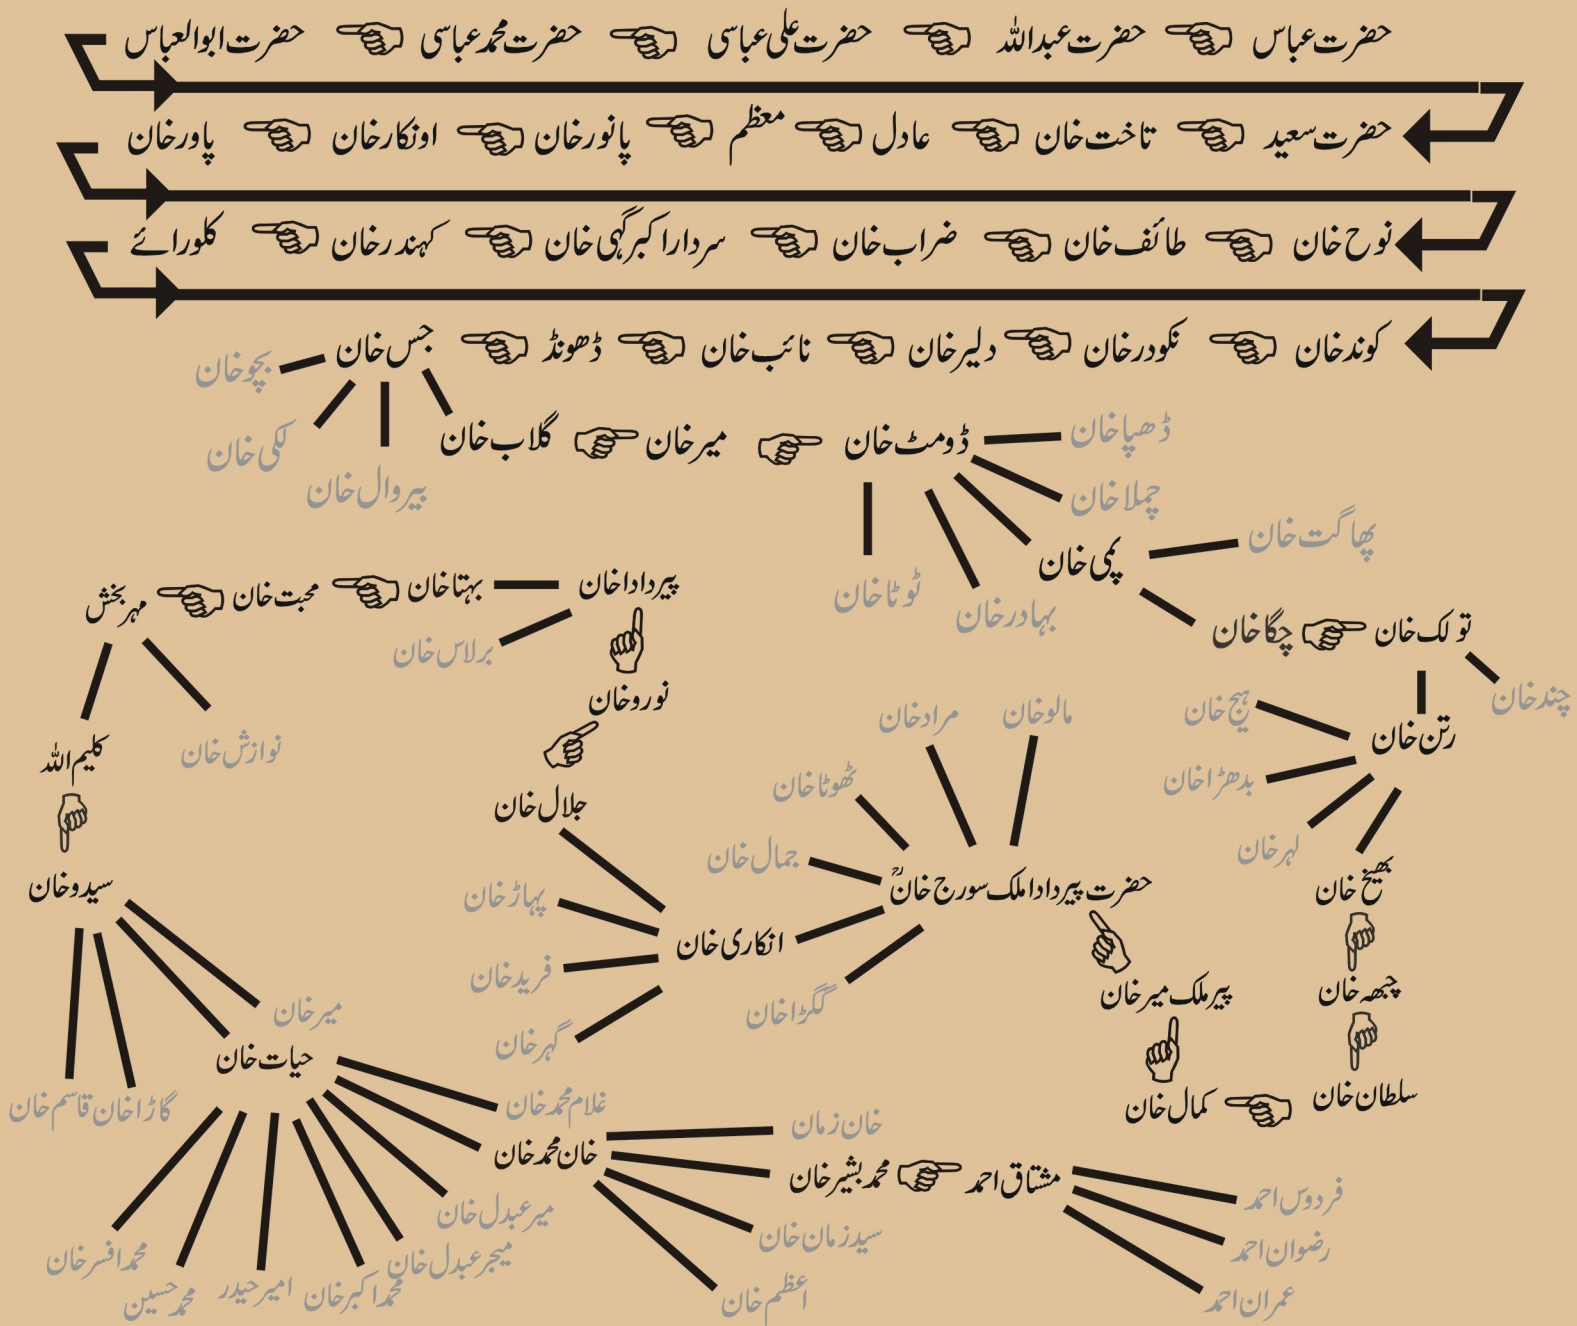 حضرت عباس حضرت عبداللہ حضرت علی عباسی حضرت محمد عباسی حضرت ابوالعباس
حضرت سعید تاخت خان عادل معظم پانور خان اونکار خان پاور خان
نوح خان طائف خان ضراب خان سردار اکبر گہی خان کہندر خان کلورائے
کوند خان نکودر خان دلیر خان نائب خان ڈھونڈ جس خان
بجو خان
لکی خان
بیروال خان
گلاب خان میر خان ڈومٹ خان
ڈھپا خان
چملا خان
پمی خان
بہادر خان
ٹوٹا خان
پھاگت خان
چگا خان تولک خان
چند خان
رتن خان
ہیج خان
بدھڑا خان
لہر خان
بھیخ خان
چبھہ خان
سلطان خان
کمال خان
پیر ملک میر خان
حضرت پیر دادا ملک سورج خانؒ
مالو خان
مراد خان
ٹھوٹا خان
جمال خان
گگڑا خان
انکاری خان
پہاڑ خان
فرید خان
گہر خان
جلال خان
نورو خان
پیر دادا خان
برلاس خان
بہتا خان محبت خان مہر بخش
نوازش خان
کلیم اللہ
سیدو خان
میر خان
حیات خان
گاڑا خان
قاسم خان
غلام محمد خان
خان محمد خان
میر عبدل خان
میجر عبدل خان
محمد اکبر خان
امیر حیدر
محمد حسین
محمد افسر خان
خان زمان
محمد بشیر خان مشتاق احمد
سید زمان خان
اعظم خان
فردوس احمد
رضوان احمد
عمران احمد